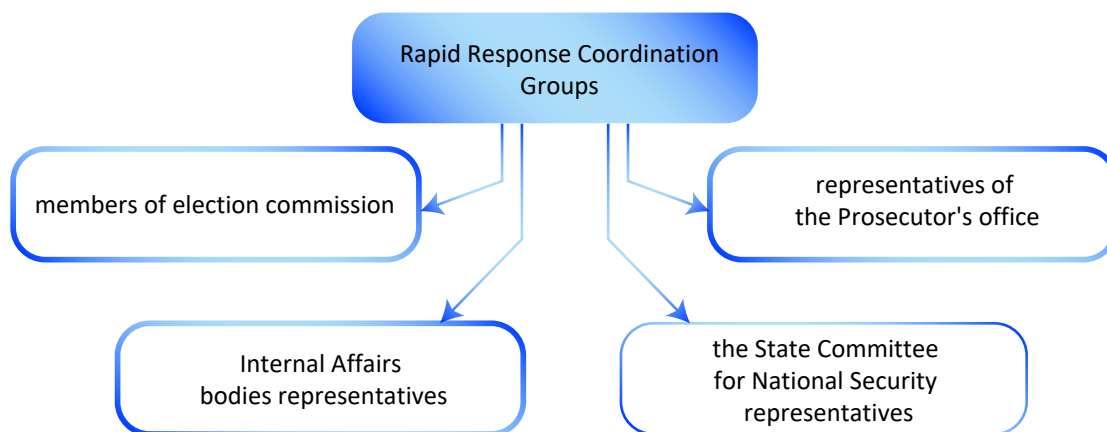 Rapid Response Coordination
Groups
members of election commission
representatives of
the Prosecutor's office
Internal Affairs
bodies representatives
the State Committee
for National Security
representatives